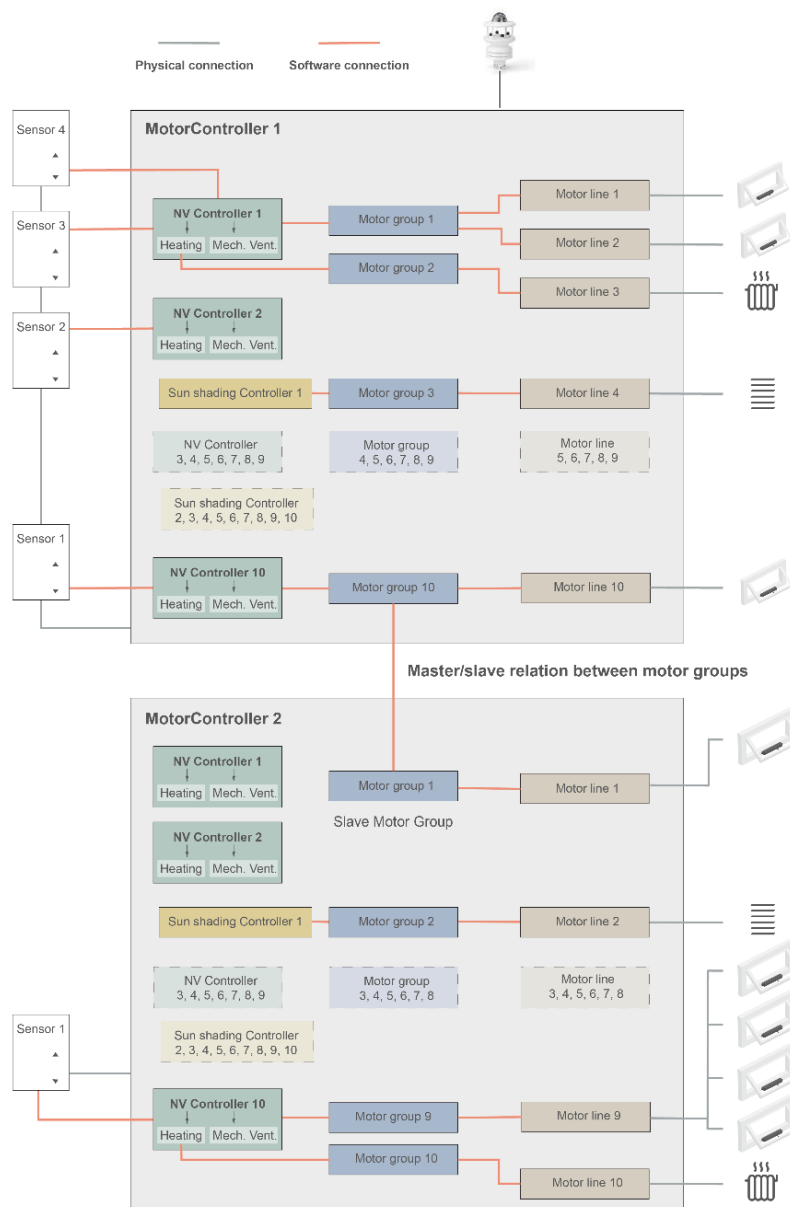 Physical connection
Software connection
MotorController 1
Sensor 4
NV Controller 1
Heating
Mech. Vent.
Motor group 1
Motor line 1
Sensor 3
Motor line 2
Motor group 2
Motor line 3
Sensor 2
NV Controller 2
Heating
Mech. Vent.
Sun shading Controller 1
Motor group 3
Motor line 4
NV Controller
3, 4, 5, 6, 7, 8, 9
Motor group
4, 5, 6, 7, 8, 9
Motor line
5, 6, 7, 8, 9
Sun shading Controller
2, 3, 4, 5, 6, 7, 8, 9, 10
Sensor 1
NV Controller 10
Heating
Mech. Vent.
Motor group 10
Motor line 10
Master/slave relation between motor groups
MotorController 2
NV Controller 1
Heating
Mech. Vent.
Motor group 1
Motor line 1
Slave Motor Group
NV Controller 2
Heating
Mech. Vent.
Sun shading Controller 1
Motor group 2
Motor line 2
NV Controller
3, 4, 5, 6, 7, 8, 9
Motor group
3, 4, 5, 6, 7, 8
Motor line
3, 4, 5, 6, 7, 8
Sun shading Controller
2, 3, 4, 5, 6, 7, 8, 9, 10
Sensor 1
NV Controller 10
Heating
Mech. Vent.
Motor group 9
Motor line 9
Motor group 10
Motor line 10